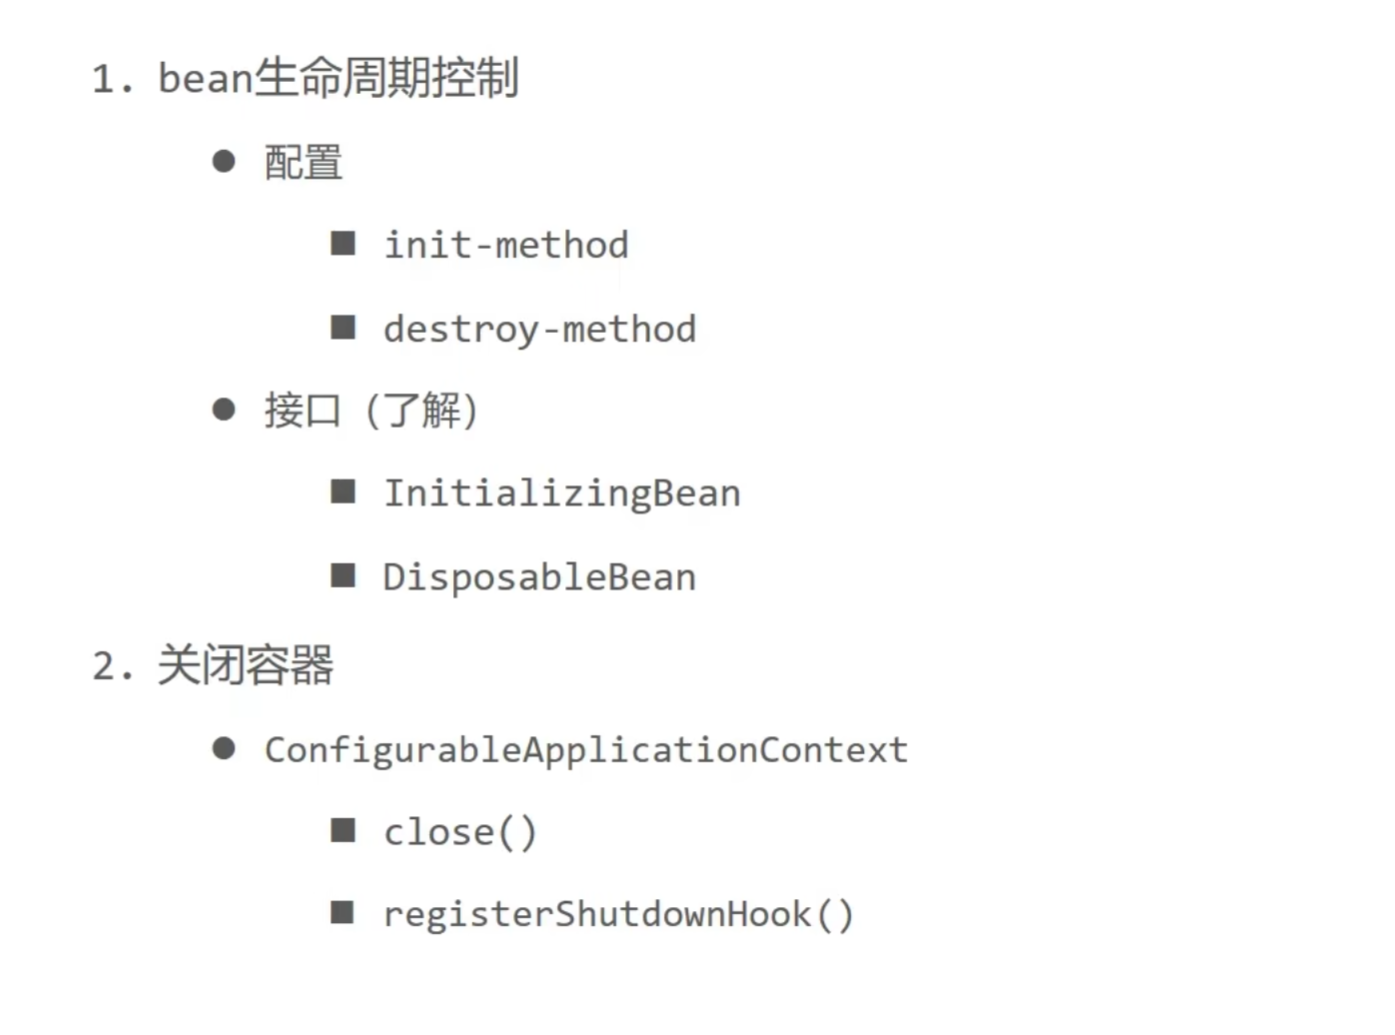 1. bean生命周期控制
● 配置
■ init-method
■ destroy-method
● 接口（了解）
■ InitializingBean
■ DisposableBean
2. 关闭容器
● ConfigurableApplicationContext
■ close()
■ registerShutdownHook()